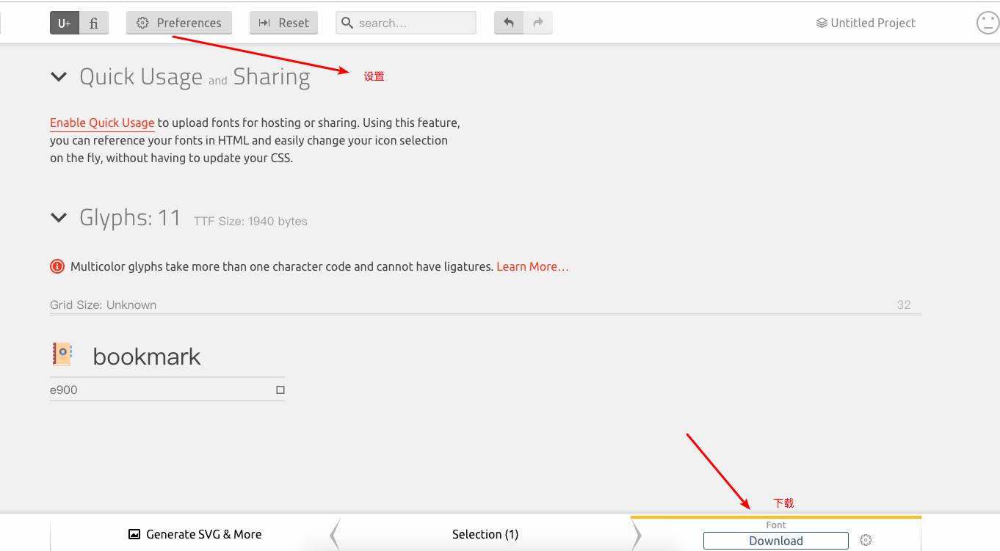 U+ fi Preferences Reset search... Untitled Project
Quick Usage and Sharing
设置
Enable Quick Usage to upload fonts for hosting or sharing. Using this feature,
you can reference your fonts in HTML and easily change your icon selection
on the fly, without having to update your CSS.
Glyphs: 11 TTF Size: 1940 bytes
Multicolor glyphs take more than one character code and cannot have ligatures. Learn More...
Grid Size: Unknown 32
bookmark
e900
下载
Generate SVG & More
Selection (1)
Font
Download